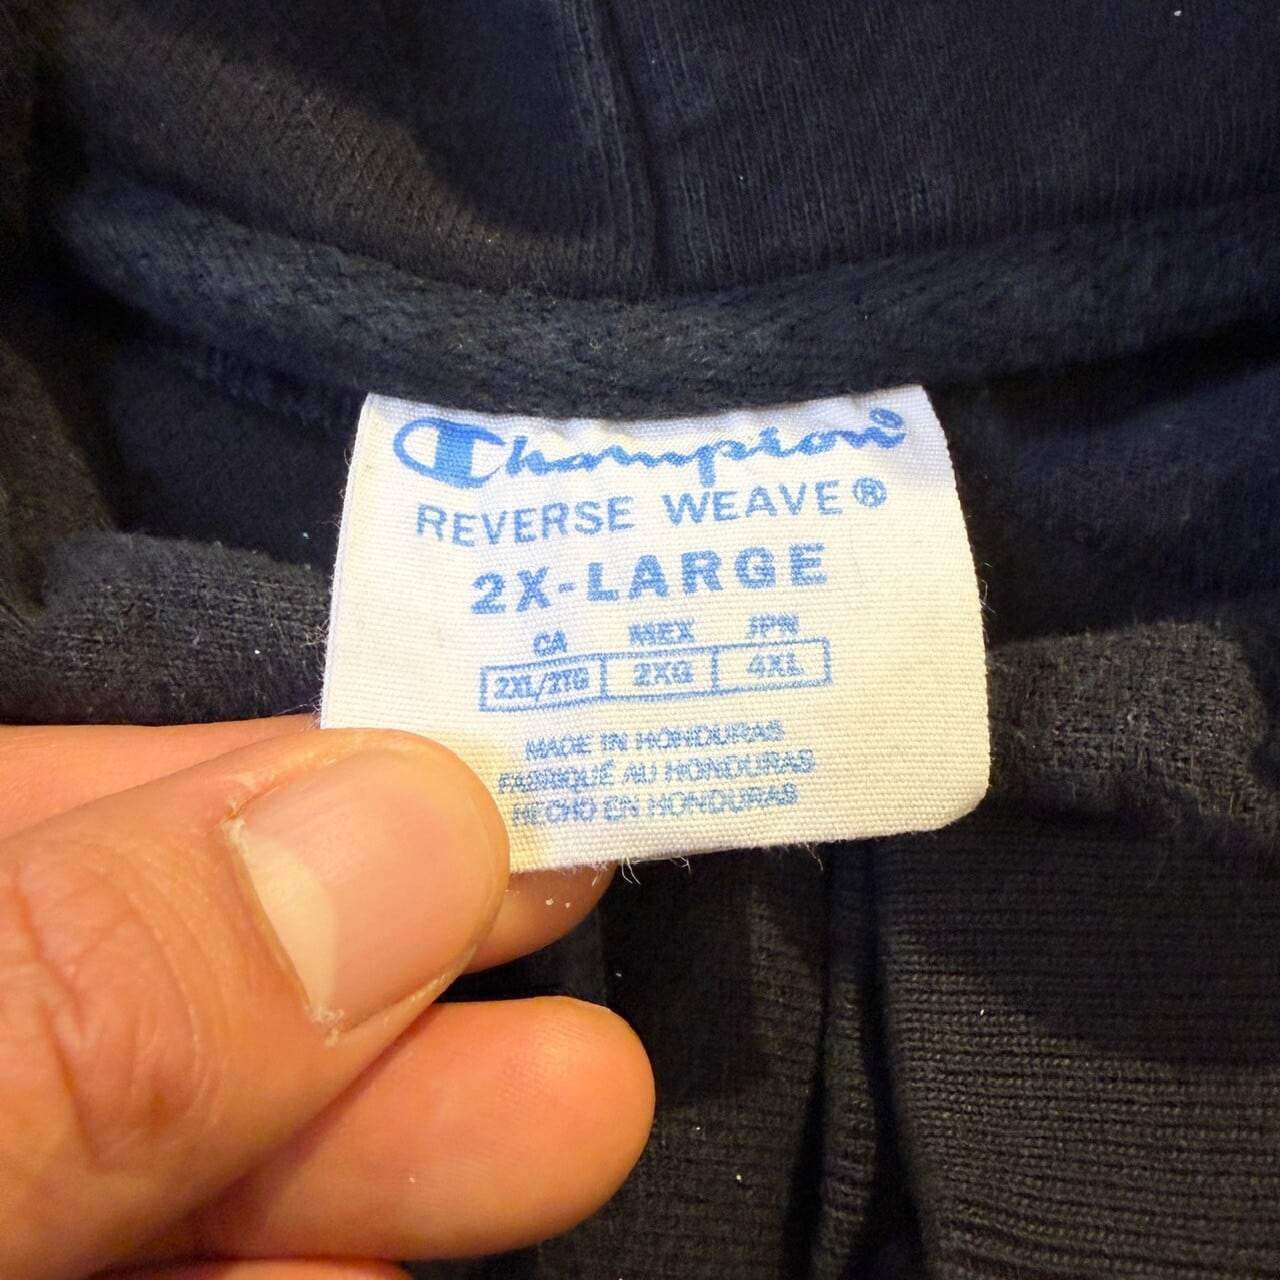 Champion®
REVERSE WEAVE®
2X-LARGE
CA MEX JPN
2XL/2TG 2XG 4XL
MADE IN HONDURAS
FABRIQUÉ AU HONDURAS
HECHO EN HONDURAS